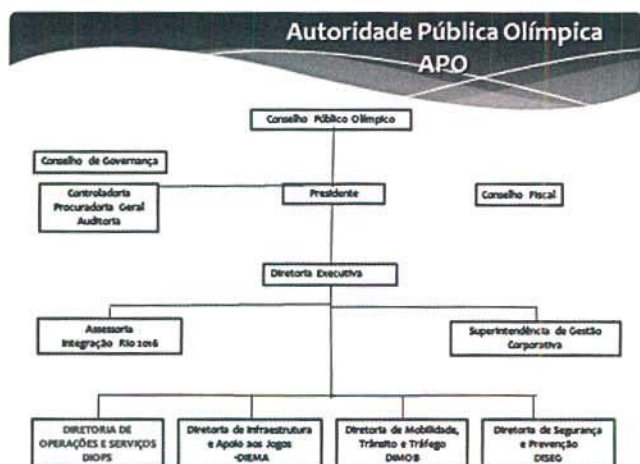 Autoridade Pública Olímpica
APO
Conselho Público Olímpico
Conselho de Governança
Controladoria
Procuradoria Geral
Auditoria
Presidente
Conselho Fiscal
Diretoria Executiva
Assessoria
Integração Rio 2016
Superintendência de Gestão
Corporativa
DIRETORIA DE
OPERAÇÕES E SERVIÇOS
DIOPS
Diretoria de Infraestrutura
e Apoio aos Jogos
-DIEMA
Diretoria de Mobilidade,
Trânsito e Tráfego
DIMOB
Diretoria de Segurança
e Prevenção
DISEG